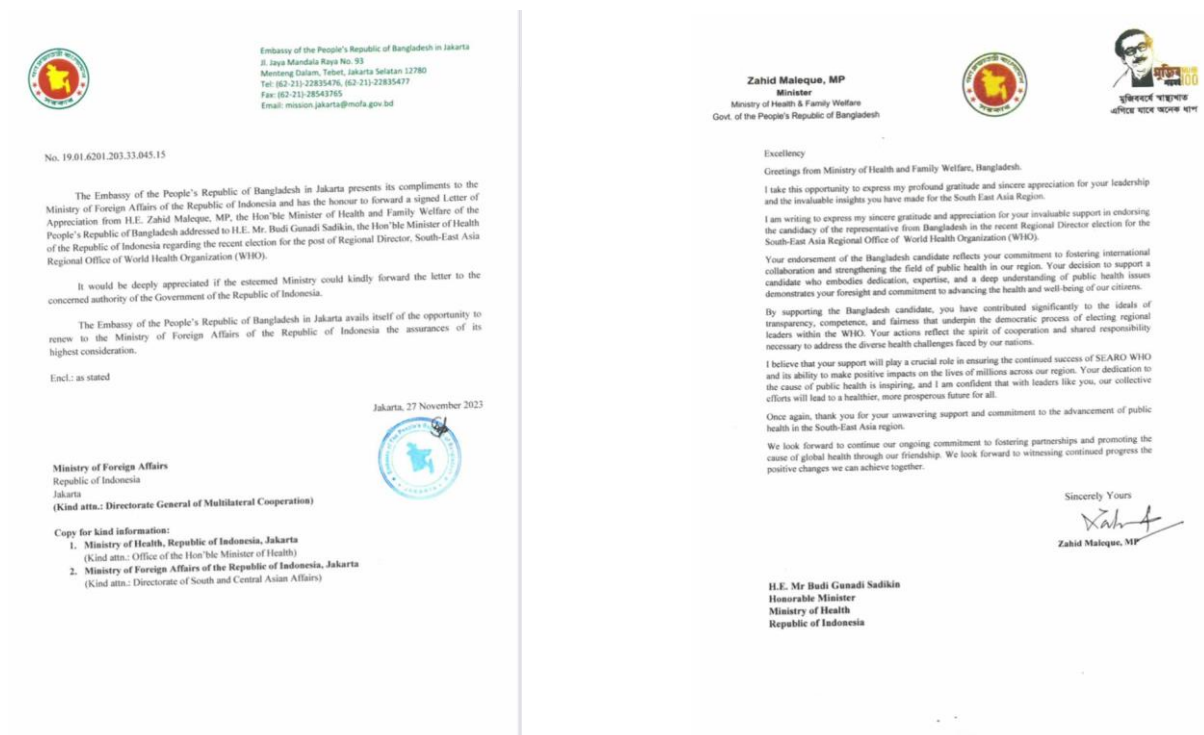 Embassy of the People's Republic of Bangladesh in Jakarta
Jl. Jaya Mandala Raya No. 93
Menteng Dalam, Tebet, Jakarta Selatan 12780
Tel: (62-21)-22835476, (62-21)-22835477
Fax: (62-21)-28543765
Email: mission.jakarta@mofa.gov.bd
No. 19.01.6201.203.33.045.15
The Embassy of the People's Republic of Bangladesh in Jakarta presents its compliments to the
Ministry of Foreign Affairs of the Republic of Indonesia and has the honour to forward a signed Letter of
Appreciation from H.E. Zahid Maleque, MP, the Hon'ble Minister of Health and Family Welfare of the
People's Republic of Bangladesh addressed to H.E. Mr. Budi Gunadi Sadikin, the Hon'ble Minister of Health
of the Republic of Indonesia regarding the recent election for the post of Regional Director, South-East Asia
Regional Office of World Health Organization (WHO).
It would be deeply appreciated if the esteemed Ministry could kindly forward the letter to the
concerned authority of the Government of the Republic of Indonesia.
The Embassy of the People's Republic of Bangladesh in Jakarta avails itself of the opportunity to
renew to the Ministry of Foreign Affairs of the Republic of Indonesia the assurances of its
highest consideration.
Encl.: as stated
Jakarta, 27 November 2023
Ministry of Foreign Affairs
Republic of Indonesia
Jakarta
(Kind attn.: Directorate General of Multilateral Cooperation)
Copy for kind information:
1. Ministry of Health, Republic of Indonesia, Jakarta
(Kind attn.: Office of the Hon'ble Minister of Health)
2. Ministry of Foreign Affairs of the Republic of Indonesia, Jakarta
(Kind attn.: Directorate of South and Central Asian Affairs)
Zahid Maleque, MP
Minister
Ministry of Health & Family Welfare
Govt. of the People's Republic of Bangladesh
মুজিব
100
মুজিববর্ষে স্বাস্থ্যখাত
এগিয়ে যাবে অনেক ধাপ
Excellency
Greetings from Ministry of Health and Family Welfare, Bangladesh.
I take this opportunity to express my profound gratitude and sincere appreciation for your leadership
and the invaluable insights you have made for the South East Asia Region.
I am writing to express my sincere gratitude and appreciation for your invaluable support in endorsing
the candidacy of the representative from Bangladesh in the recent Regional Director election for the
South-East Asia Regional Office of World Health Organization (WHO).
Your endorsement of the Bangladesh candidate reflects your commitment to fostering international
collaboration and strengthening the field of public health in our region. Your decision to support a
candidate who embodies dedication, expertise, and a deep understanding of public health issues
demonstrates your foresight and commitment to advancing the health and well-being of our citizens.
By supporting the Bangladesh candidate, you have contributed significantly to the ideals of
transparency, competence, and fairness that underpin the democratic process of electing regional
leaders within the WHO. Your actions reflect the spirit of cooperation and shared responsibility
necessary to address the diverse health challenges faced by our nations.
I believe that your support will play a crucial role in ensuring the continued success of SEARO WHO
and its ability to make positive impacts on the lives of millions across our region. Your dedication to
the cause of public health is inspiring, and I am confident that with leaders like you, our collective
efforts will lead to a healthier, more prosperous future for all.
Once again, thank you for your unwavering support and commitment to the advancement of public
health in the South-East Asia region.
We look forward to continue our ongoing commitment to fostering partnerships and promoting the
cause of global health through our friendship. We look forward to witnessing continued progress the
positive changes we can achieve together.
Sincerely Yours
Zahid Maleque, MP
H.E. Mr Budi Gunadi Sadikin
Honorable Minister
Ministry of Health
Republic of Indonesia